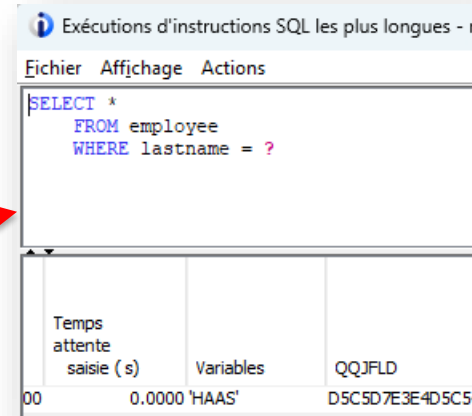 Exécutions d'instructions SQL les plus longues -
Fichier Affichage Actions
SELECT *
FROM employee
WHERE lastname = ?
Temps
attente
saisie (s) Variables QQJFLD
00 0.0000 'HAAS' D5C5D7E3E4D5C5